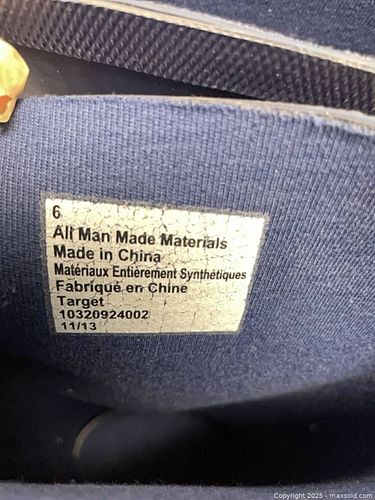 6
All Man Made Materials
Made in China
Matériaux Entièrement Synthétiques
Fabriqué en Chine
Target
10320924002
11/13
Copyright 2025 - maxsold.com